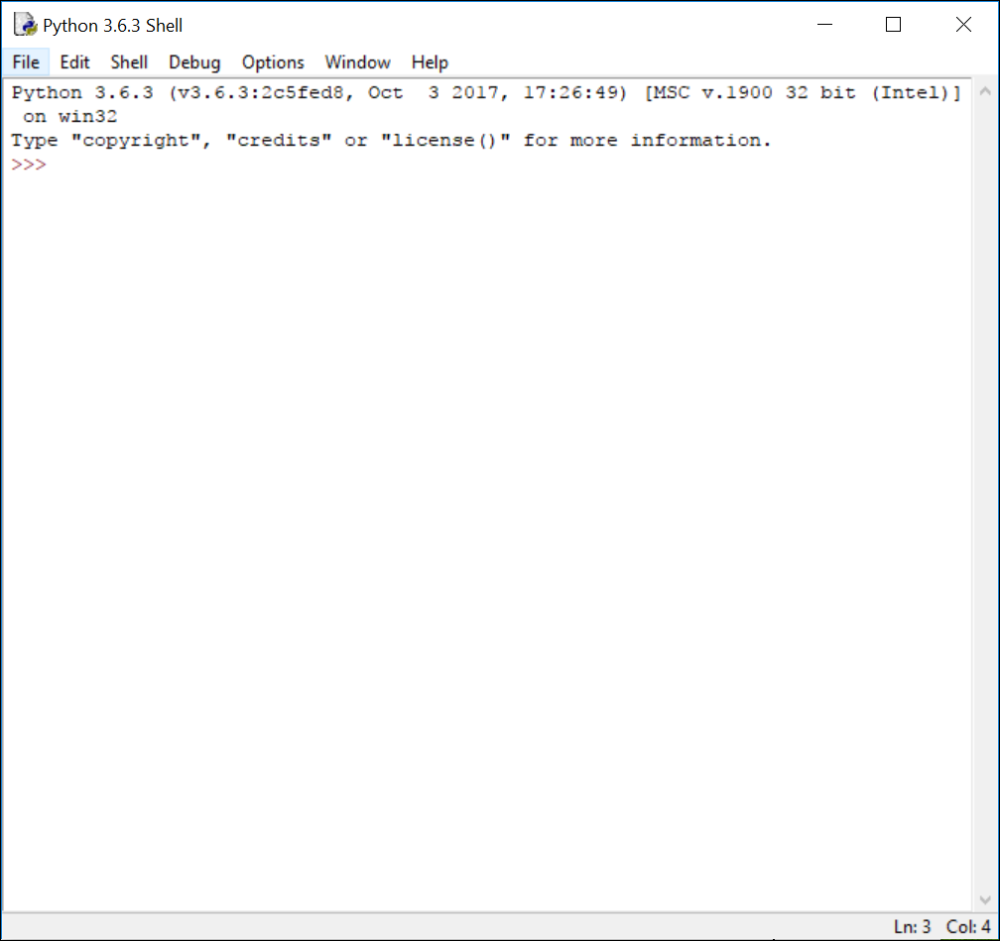 Python 3.6.3 Shell
File Edit Shell Debug Options Window Help
Python 3.6.3 (v3.6.3:2c5fed8, Oct  3 2017, 17:26:49) [MSC v.1900 32 bit (Intel)]
 on win32
Type "copyright", "credits" or "license()" for more information.
>>>
Ln: 3 Col: 4